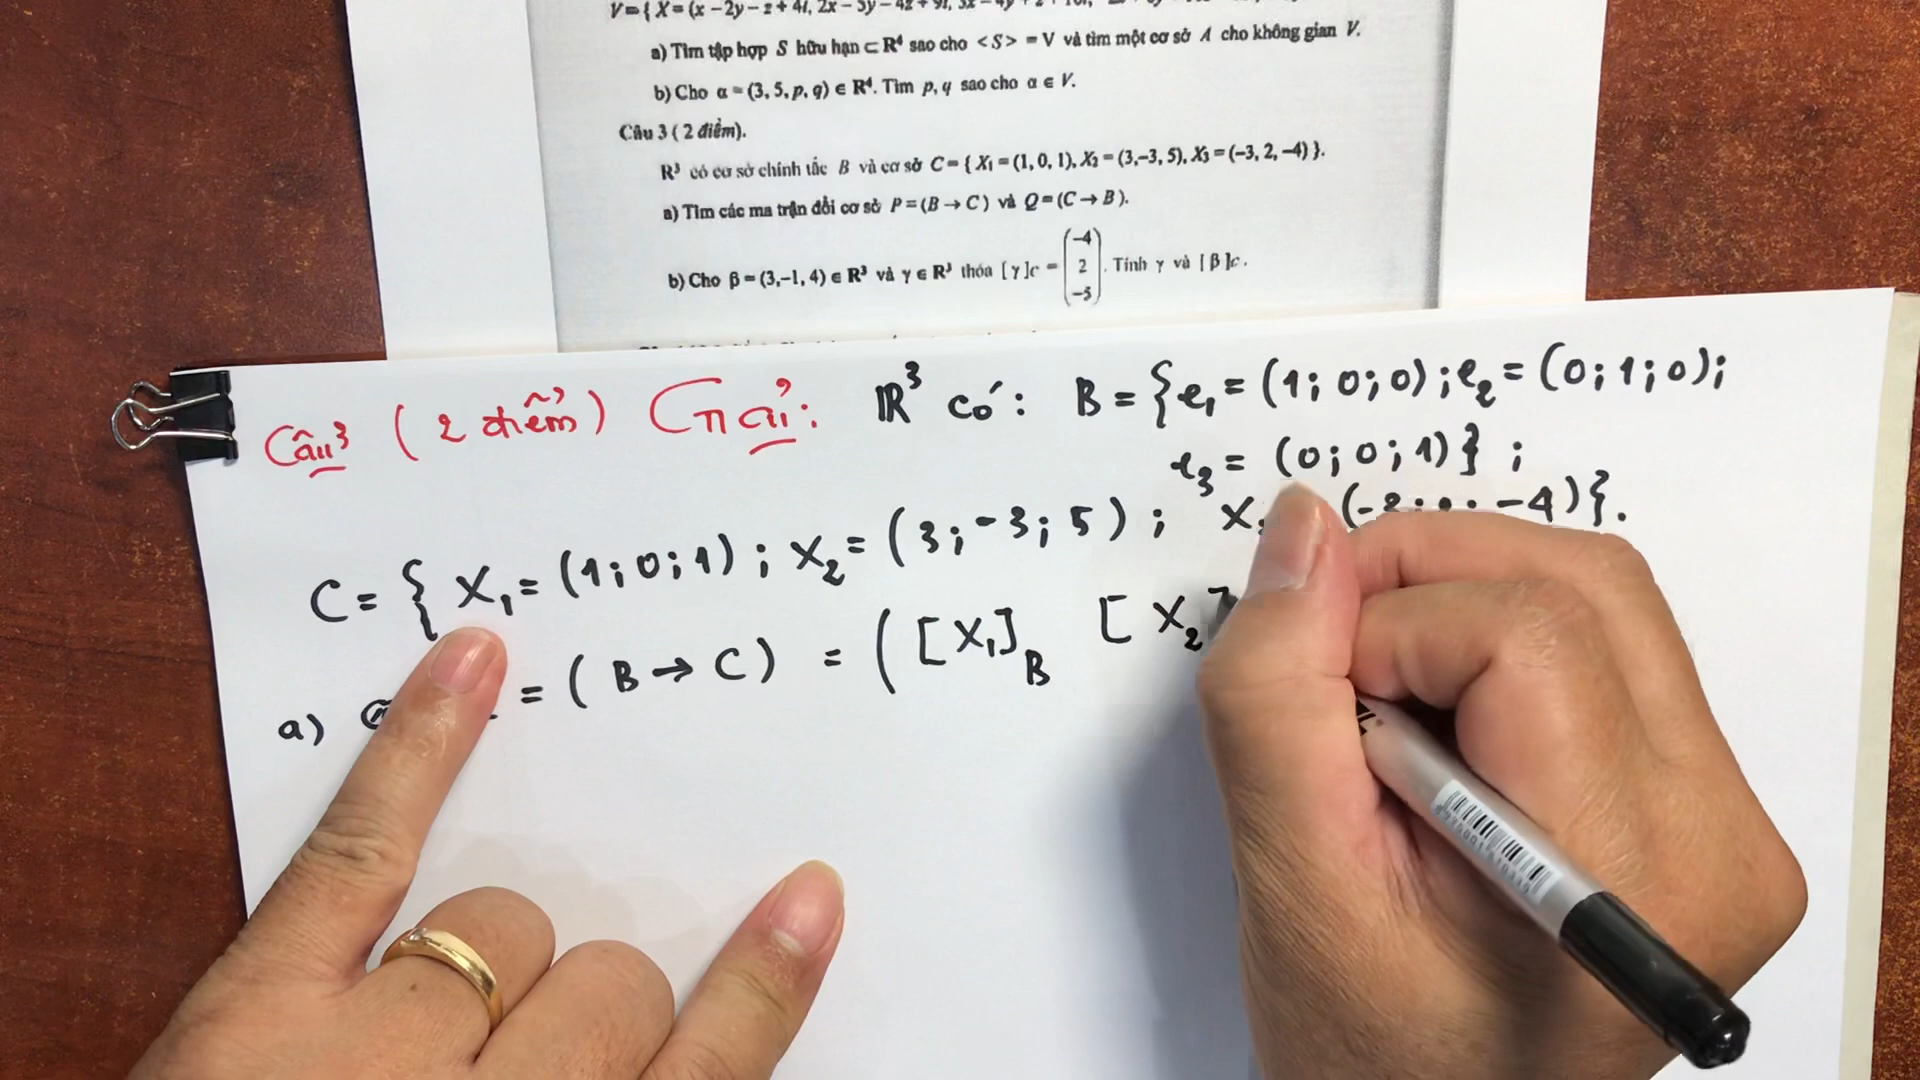 V={ X=(x −2y − z + 4t, 2x − 5y − 4z + 9t,
a) Tìm tập hợp S hữu hạn ⊂ R⁴ sao cho <S> = V và tìm một cơ sở A cho không gian V.
b) Cho α = (3, 5, p, q) ∈ R⁴. Tìm p, q sao cho α ∈ V.
Câu 3 ( 2 điểm).
R³ có cơ sở chính tắc B và cơ sở C = { X₁ = (1, 0, 1), X₂ = (3,−3, 5), X₃ = (−3, 2, −4) }.
a) Tìm các ma trận đổi cơ sở P = (B → C ) và Q = (C → B ).
b) Cho β = (3,−1, 4) ∈ R³ và γ ∈ R³ thỏa [ γ ]c = (−4 2 −5). Tính γ và [ β ]c .
Câu 3 ( 2 điểm) Giải: ℝ³ có: B = {e₁ = (1; 0; 0) ; e₂ = (0; 1; 0);
e₃ = (0; 0; 1) } ;
C = { X₁ = (1; 0; 1) ; X₂ = (3; -3; 5) ; X -4)}.
a) = ( B → C ) = ( [X₁]B [ X₂]